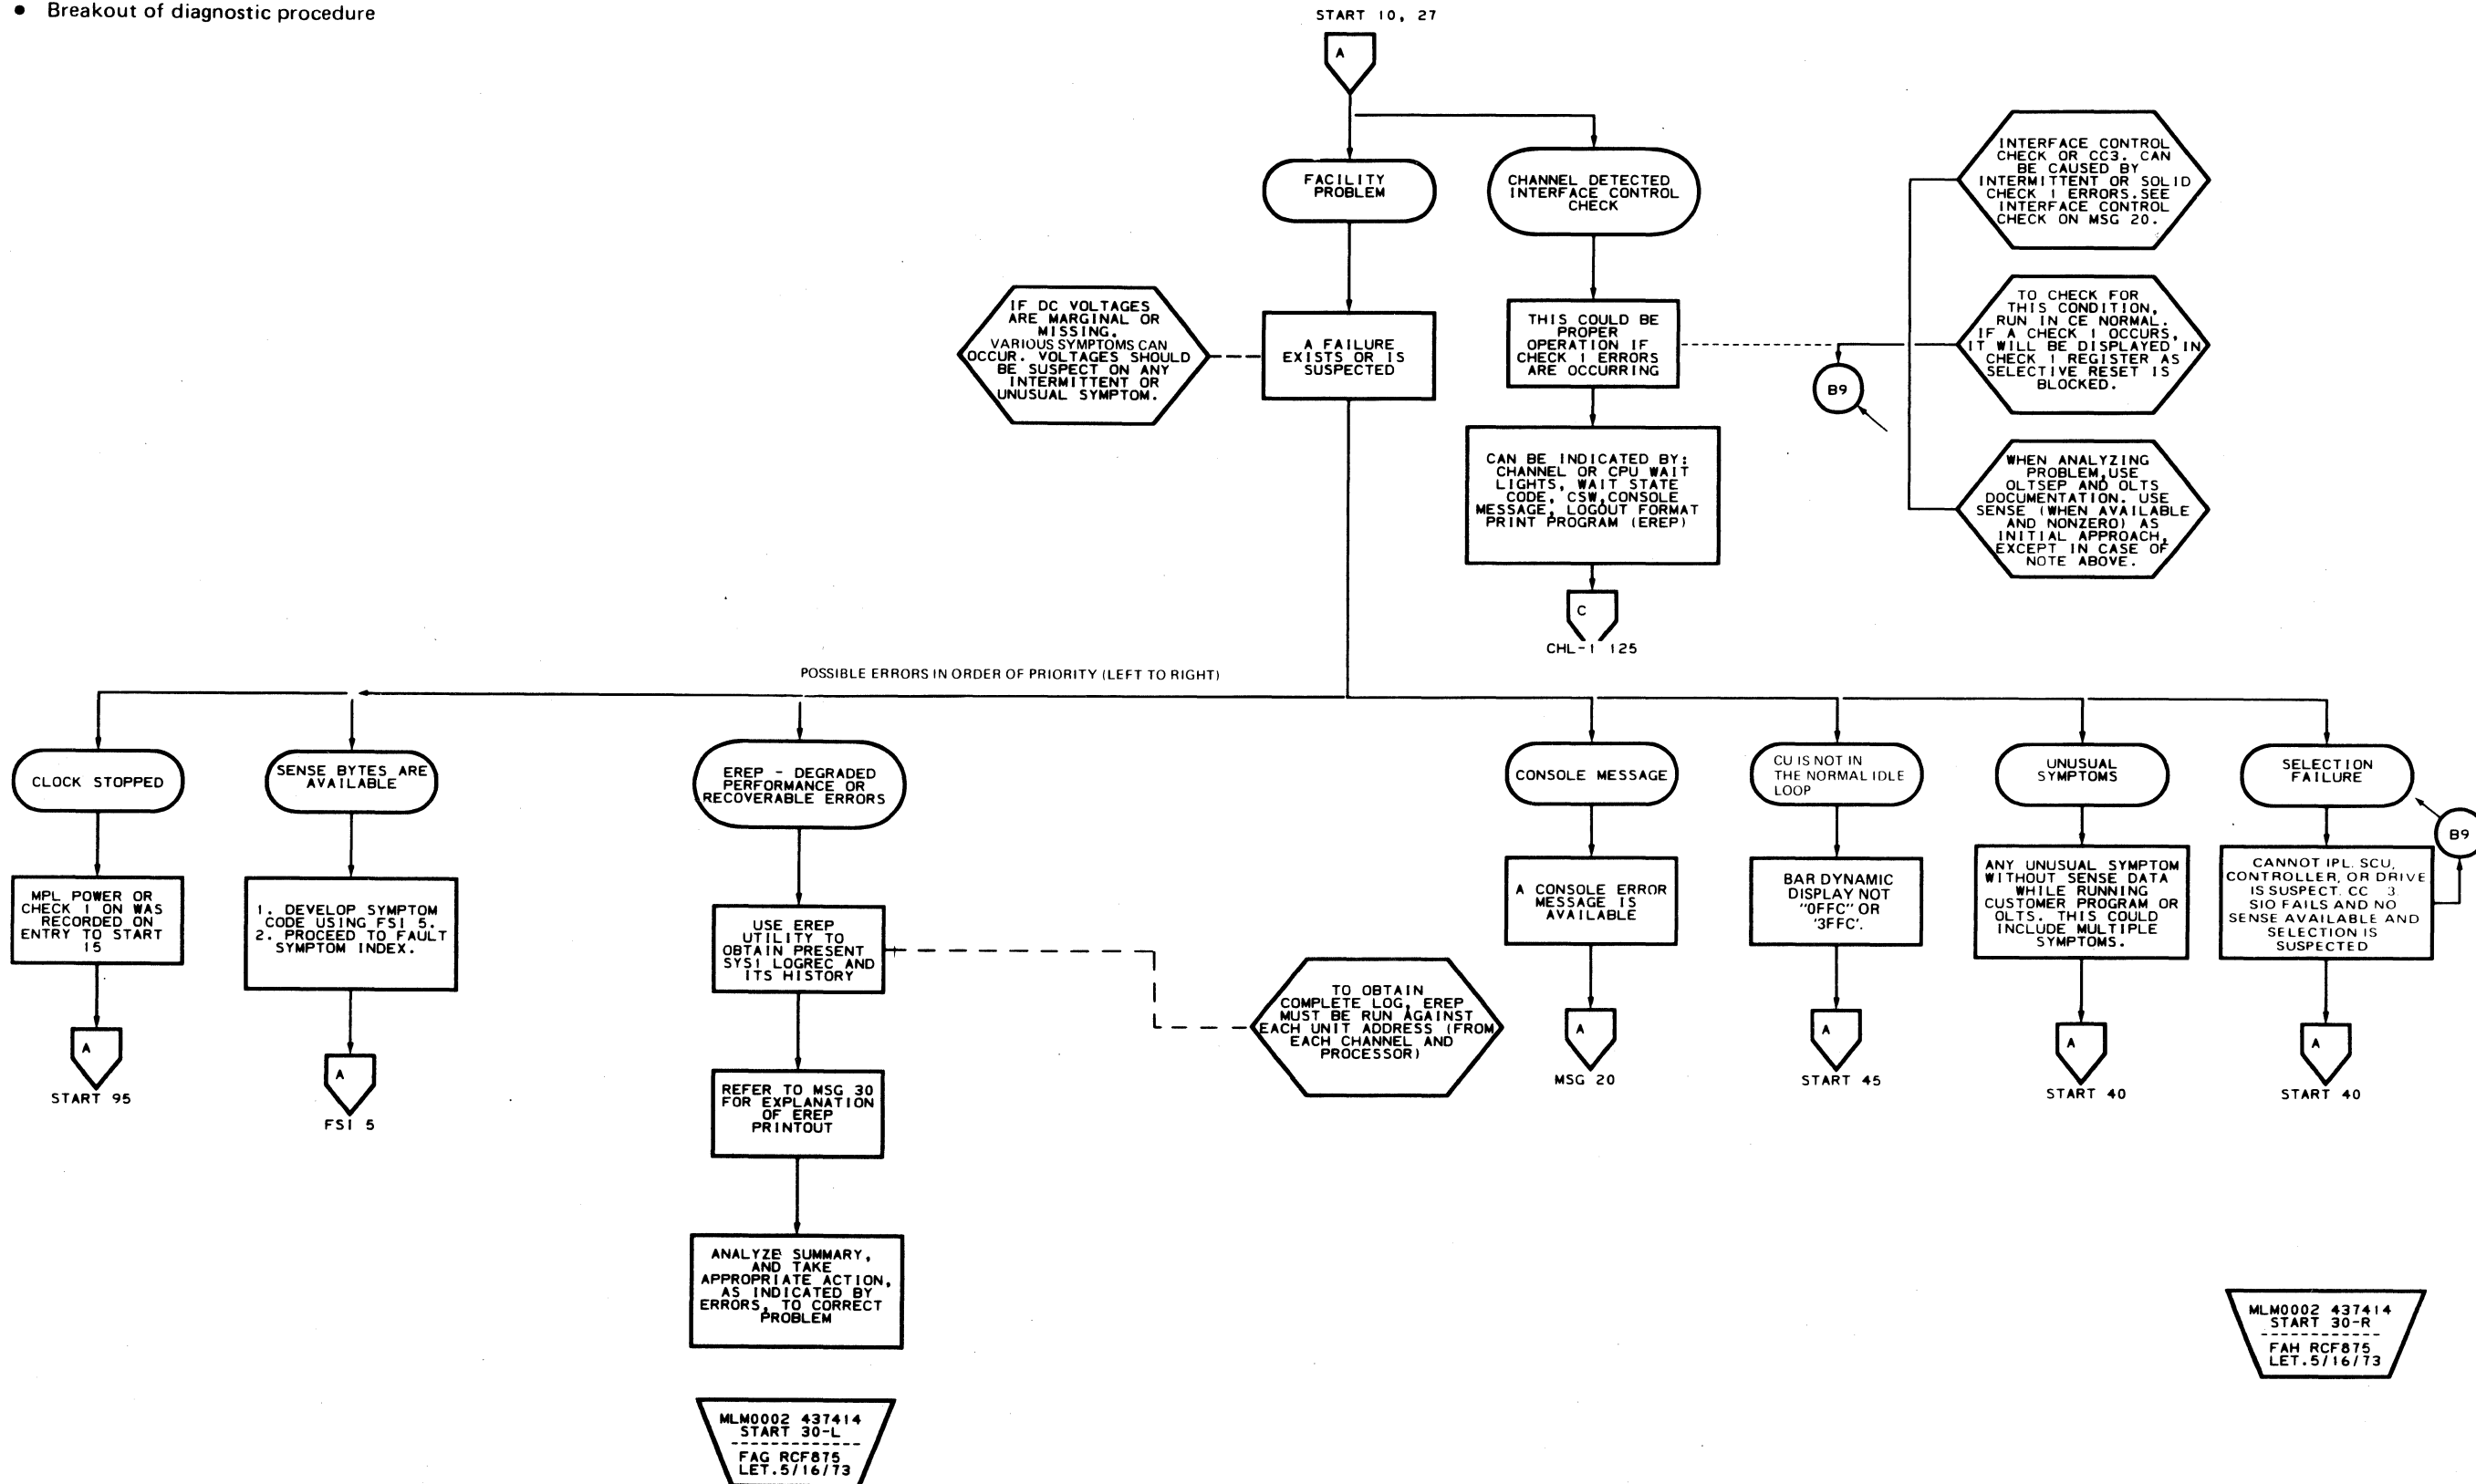 • Breakout of diagnostic procedure
START 10, 27
A
FACILITY
PROBLEM
CHANNEL DETECTED
INTERFACE CONTROL
CHECK
INTERFACE CONTROL
CHECK OR CC3. CAN
BE CAUSED BY
INTERMITTENT OR SOLID
CHECK 1 ERRORS.SEE
INTERFACE CONTROL
CHECK ON MSG 20.
IF DC VOLTAGES
ARE MARGINAL OR
MISSING.
VARIOUS SYMPTOMS CAN
OCCUR. VOLTAGES SHOULD
BE SUSPECT ON ANY
INTERMITTENT OR
UNUSUAL SYMPTOM.
A FAILURE
EXISTS OR IS
SUSPECTED
THIS COULD BE
PROPER
OPERATION IF
CHECK 1 ERRORS
ARE OCCURRING
TO CHECK FOR
THIS CONDITION,
RUN IN CE NORMAL.
IF A CHECK 1 OCCURS,
IT WILL BE DISPLAYED IN
CHECK 1 REGISTER AS
SELECTIVE RESET IS
BLOCKED.
B9
CAN BE INDICATED BY:
CHANNEL OR CPU WAIT
LIGHTS, WAIT STATE
CODE, CSW,CONSOLE
MESSAGE, LOGOUT FORMAT
PRINT PROGRAM (EREP)
WHEN ANALYZING
PROBLEM,USE
OLTSEP AND OLTS
DOCUMENTATION. USE
SENSE (WHEN AVAILABLE
AND NONZERO) AS
INITIAL APPROACH,
EXCEPT IN CASE OF
NOTE ABOVE.
C
CHL-1 125
POSSIBLE ERRORS IN ORDER OF PRIORITY (LEFT TO RIGHT)
CLOCK STOPPED
SENSE BYTES ARE
AVAILABLE
EREP - DEGRADED
PERFORMANCE OR
RECOVERABLE ERRORS
CONSOLE MESSAGE
CU IS NOT IN
THE NORMAL IDLE
LOOP
UNUSUAL
SYMPTOMS
SELECTION
FAILURE
B9
MPL POWER OR
CHECK 1 ON WAS
RECORDED ON
ENTRY TO START
15
1. DEVELOP SYMPTOM
CODE USING FSI 5.
2. PROCEED TO FAULT
SYMPTOM INDEX.
USE EREP
UTILITY TO
OBTAIN PRESENT
SYS1 LOGREC AND
ITS HISTORY
A CONSOLE ERROR
MESSAGE IS
AVAILABLE
BAR DYNAMIC
DISPLAY NOT
"0FFC" OR
'3FFC'.
ANY UNUSUAL SYMPTOM
WITHOUT SENSE DATA
WHILE RUNNING
CUSTOMER PROGRAM OR
OLTS. THIS COULD
INCLUDE MULTIPLE
SYMPTOMS.
CANNOT IPL. SCU,
CONTROLLER, OR DRIVE
IS SUSPECT. CC 3.
SIO FAILS AND NO
SENSE AVAILABLE AND
SELECTION IS
SUSPECTED
TO OBTAIN
COMPLETE LOG, EREP
MUST BE RUN AGAINST
EACH UNIT ADDRESS (FROM
EACH CHANNEL AND
PROCESSOR)
A
START 95
A
FSI 5
A
MSG 20
A
START 45
A
START 40
A
START 40
REFER TO MSG 30
FOR EXPLANATION
OF EREP
PRINTOUT
ANALYZE SUMMARY,
AND TAKE
APPROPRIATE ACTION,
AS INDICATED BY
ERRORS, TO CORRECT
PROBLEM
MLM0002 437414
START 30-R
FAH RCF875
LET.5/16/73
MLM0002 437414
START 30-L
FAG RCF875
LET.5/16/73